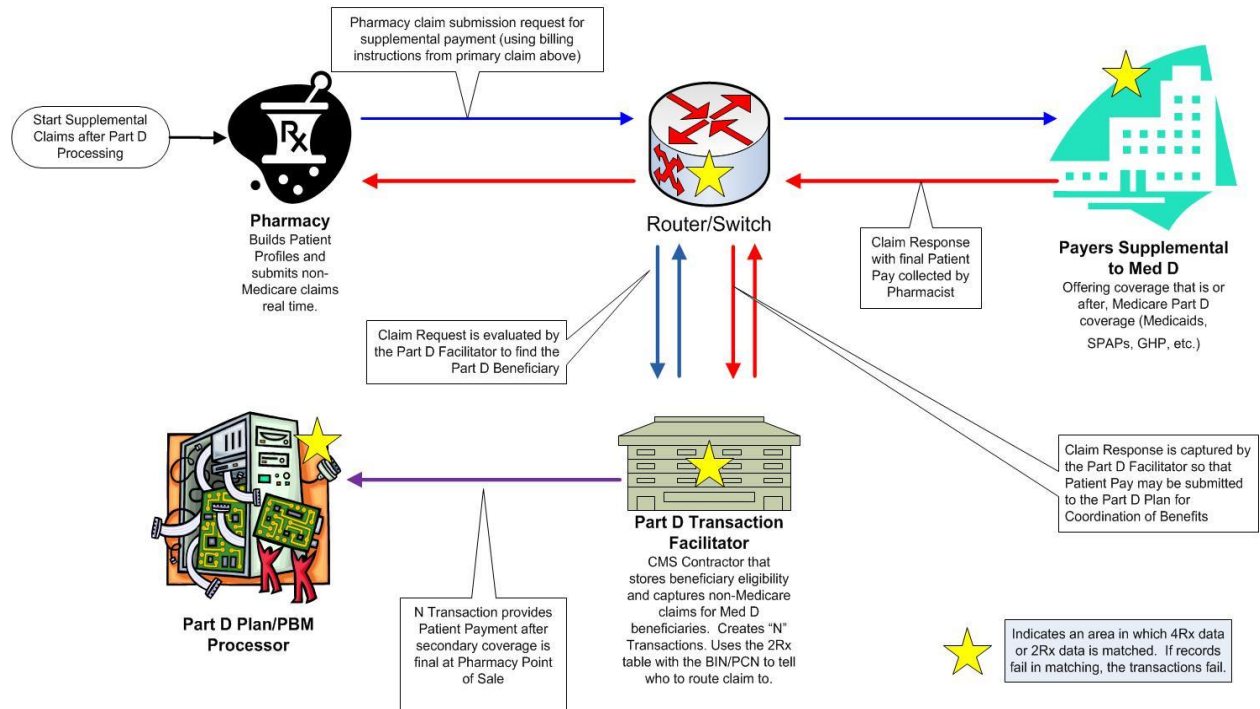 Pharmacy claim submission request for
supplemental payment (using billing
instructions from primary claim above)
Start Supplemental
Claims after Part D
Processing
Rx
Pharmacy
Builds Patient
Profiles and
submits non-
Medicare claims
real time.
Router/Switch
Claim Response
with final Patient
Pay collected by
Pharmacist
Payers Supplemental
to Med D
Offering coverage that is or
after, Medicare Part D
coverage (Medicaids,
SPAPs, GHP, etc.)
Claim Request is evaluated by
the Part D Facilitator to find the
Part D Beneficiary
Claim Response is captured by
the Part D Facilitator so that
Patient Pay may be submitted
to the Part D Plan for
Coordination of Benefits
Part D Plan/PBM
Processor
N Transaction provides
Patient Payment after
secondary coverage is
final at Pharmacy Point
of Sale
Part D Transaction
Facilitator
CMS Contractor that
stores beneficiary eligibility
and captures non-Medicare
claims for Med D
beneficiaries. Creates “N”
Transactions. Uses the 2Rx
table with the BIN/PCN to tell
who to route claim to.
Indicates an area in which 4Rx data
or 2Rx data is matched. If records
fail in matching, the transactions fail.